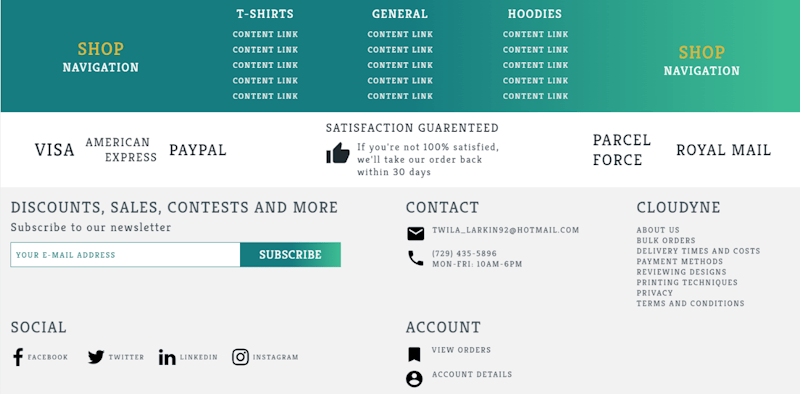 SHOP
NAVIGATION
T-SHIRTS
CONTENT LINK
CONTENT LINK
CONTENT LINK
CONTENT LINK
CONTENT LINK
GENERAL
CONTENT LINK
CONTENT LINK
CONTENT LINK
CONTENT LINK
CONTENT LINK
HOODIES
CONTENT LINK
CONTENT LINK
CONTENT LINK
CONTENT LINK
CONTENT LINK
SHOP
NAVIGATION
VISA
AMERICAN
EXPRESS
PAYPAL
SATISFACTION GUARENTEED
If you're not 100% satisfied,
we'll take our order back
within 30 days
PARCEL
FORCE
ROYAL MAIL
DISCOUNTS, SALES, CONTESTS AND MORE
Subscribe to our newsletter
YOUR E-MAIL ADDRESS
SUBSCRIBE
CONTACT
TWILA_LARKIN92@HOTMAIL.COM
(729) 435-5896
MON-FRI: 10AM-6PM
CLOUDYNE
ABOUT US
BULK ORDERS
DELIVERY TIMES AND COSTS
PAYMENT METHODS
REVIEWING DESIGNS
PRINTING TECHNIQUES
PRIVACY
TERMS AND CONDITIONS
SOCIAL
FACEBOOK
TWITTER
LINKEDIN
INSTAGRAM
ACCOUNT
VIEW ORDERS
ACCOUNT DETAILS